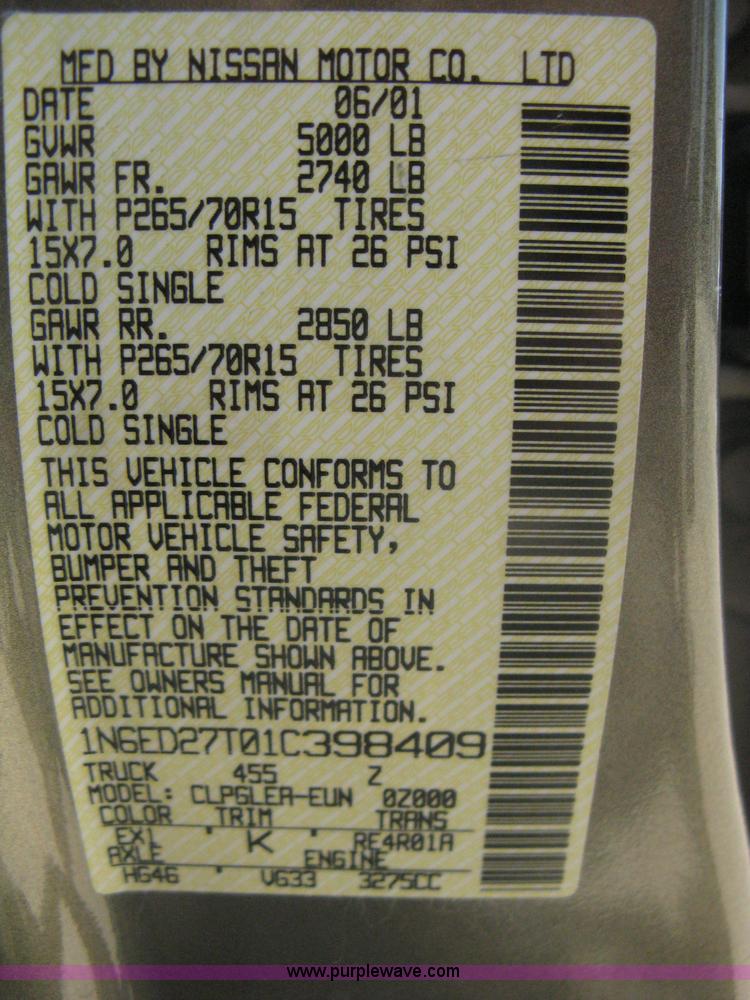 MFD BY NISSAN MOTOR CO. LTD
DATE 06/01
GVWR 5000 LB
GAWR FR. 2740 LB
WITH P265/70R15 TIRES
15X7.0 RIMS AT 26 PSI
COLD SINGLE
GAWR RR. 2850 LB
WITH P265/70R15 TIRES
15X7.0 RIMS AT 26 PSI
COLD SINGLE
THIS VEHICLE CONFORMS TO
ALL APPLICABLE FEDERAL
MOTOR VEHICLE SAFETY,
BUMPER AND THEFT
PREVENTION STANDARDS IN
EFFECT ON THE DATE OF
MANUFACTURE SHOWN ABOVE.
SEE OWNERS MANUAL FOR
ADDITIONAL INFORMATION.
1N6ED27T01C398409
TRUCK 455 Z
MODEL: CLPGLEA-EUN 0Z000
COLOR TRIM TRANS
EX1 K RE4R01A
AXLE ENGINE
HG46 VG33 3275CC
www.purplewave.com